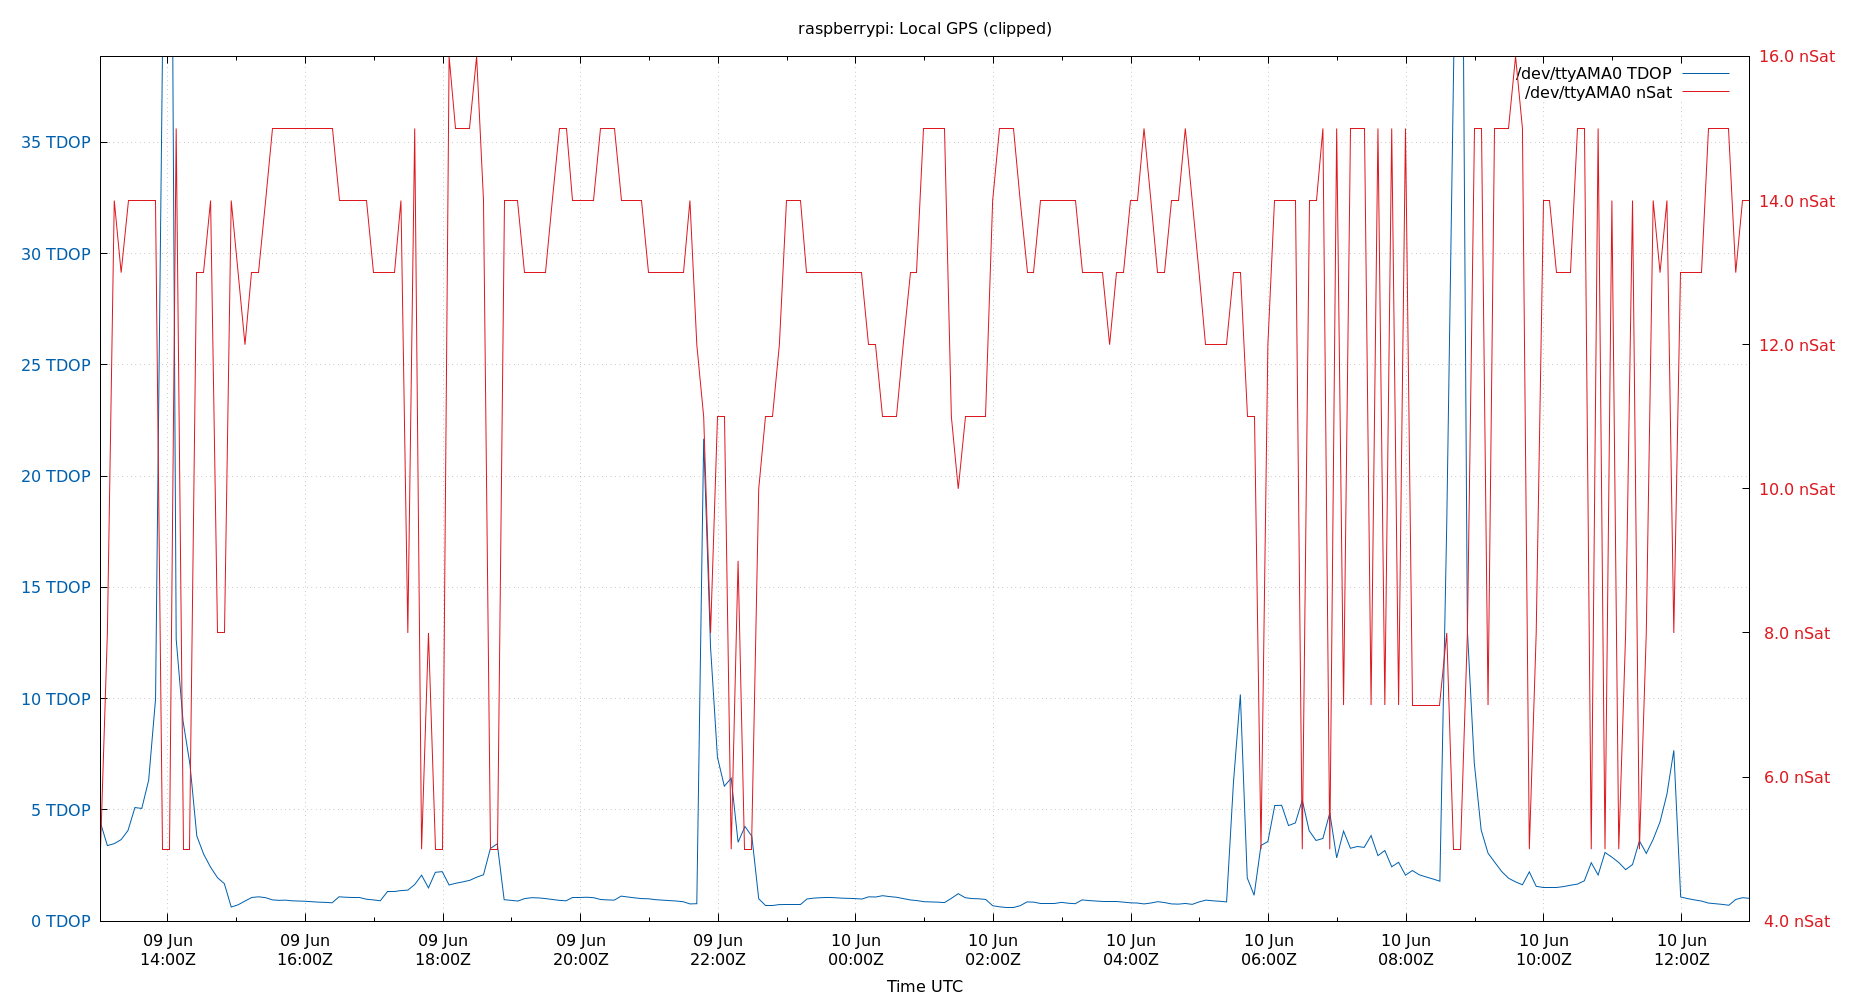 raspberrypi: Local GPS (clipped)
/dev/ttyAMA0 TDOP
/dev/ttyAMA0 nSat
35 TDOP
30 TDOP
25 TDOP
20 TDOP
15 TDOP
10 TDOP
5 TDOP
0 TDOP
16.0 nSat
14.0 nSat
12.0 nSat
10.0 nSat
8.0 nSat
6.0 nSat
4.0 nSat
09 Jun
14:00Z
09 Jun
16:00Z
09 Jun
18:00Z
09 Jun
20:00Z
09 Jun
22:00Z
10 Jun
00:00Z
10 Jun
02:00Z
10 Jun
04:00Z
10 Jun
06:00Z
10 Jun
08:00Z
10 Jun
10:00Z
10 Jun
12:00Z
Time UTC